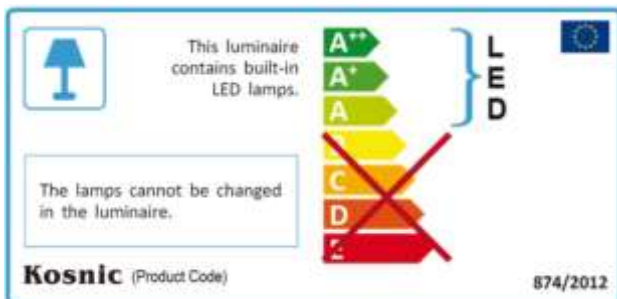 This luminaire
contains built-in
LED lamps.
A++
A+
A
B
C
D
E
L
E
D
The lamps cannot be changed
in the luminaire.
Kosnic (Product Code)
874/2012